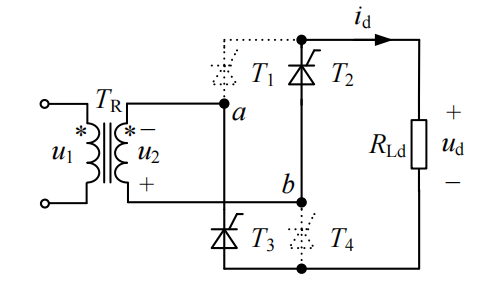 i_d
T_1 T_2
T_R a
* * − +
u_1 u_2 R_Ld u_d
+ b −
T_3 T_4